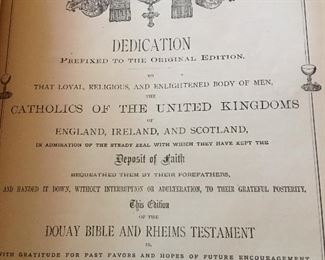 DEDICATION
PREFIXED TO THE ORIGINAL EDITION.
TO
THAT LOYAL, RELIGIOUS, AND ENLIGHTENED BODY OF MEN,
THE
CATHOLICS OF THE UNITED KINGDOMS
OF
ENGLAND, IRELAND, AND SCOTLAND,
IN ADMIRATION OF THE STEADY ZEAL WITH WHICH THEY HAVE KEPT THE
Deposit of Faith
BEQUEATHED THEM BY THEIR FOREFATHERS,
AND HANDED IT DOWN, WITHOUT INTERRUPTION OR ADULTERATION, TO THEIR GRATEFUL POSTERITY,
This Edition
OF THE
DOUAY BIBLE AND RHEIMS TESTAMENT
IS,
WITH GRATITUDE FOR PAST FAVORS AND HOPES OF FUTURE ENCOURAGEMENT